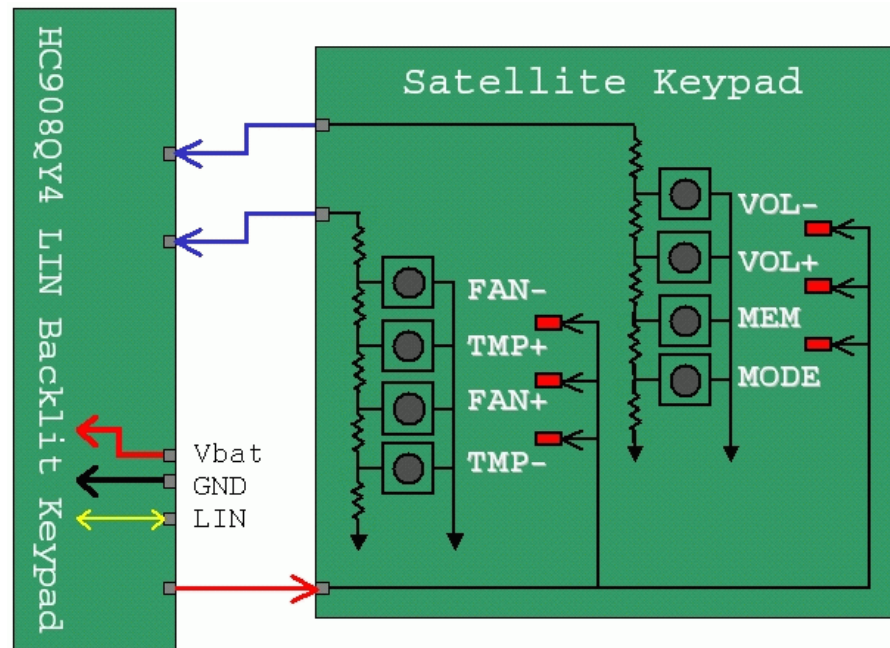 HC908QY4 LIN Backlit Keypad
Satellite Keypad
VOL-
VOL+
MEM
MODE
FAN-
TMP+
FAN+
TMP-
Vbat
GND
LIN